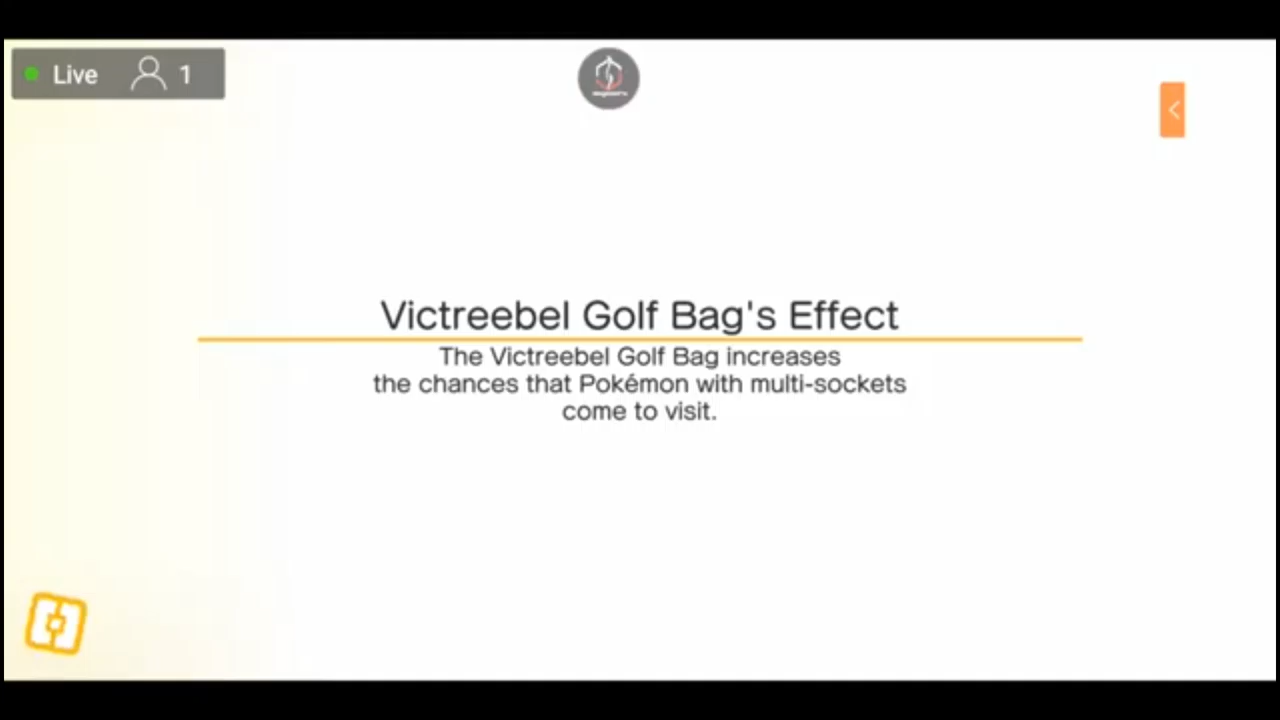 Live 1
Victreebel Golf Bag's Effect
The Victreebel Golf Bag increases
the chances that Pokémon with multi-sockets
come to visit.